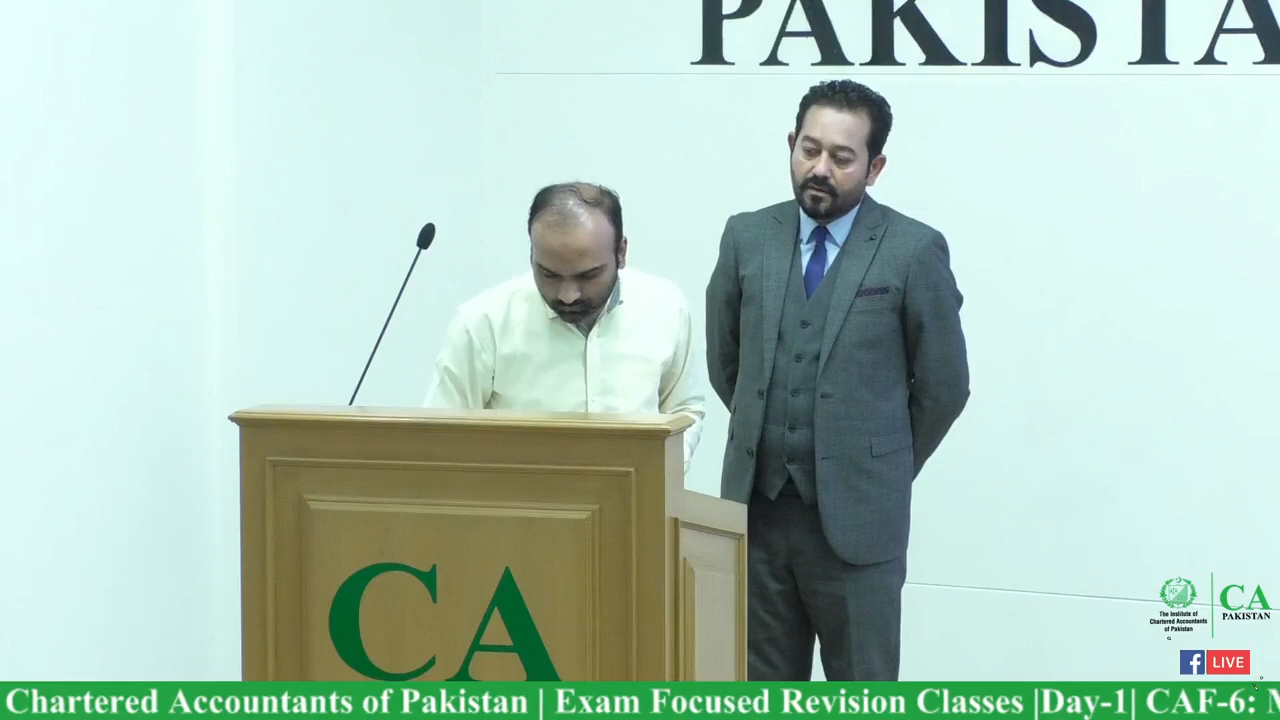 PAKISTA
CA
The Institute of
Chartered Accountants
of Pakistan
CA
PAKISTAN
LIVE
Chartered Accountants of Pakistan | Exam Focused Revision Classes |Day-1| CAF-6: